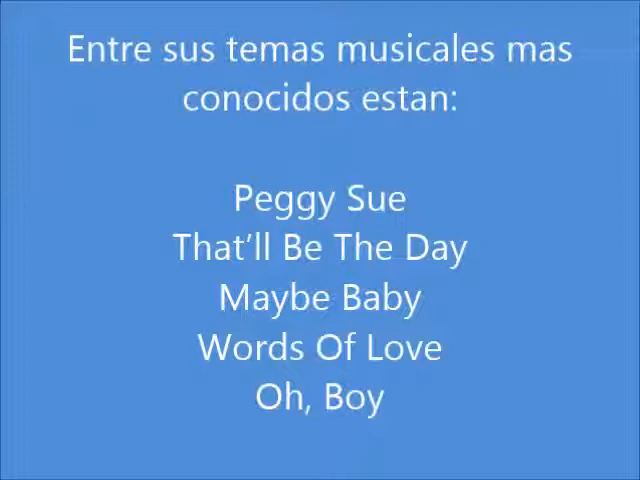 Entre sus temas musicales mas
conocidos estan:
Peggy Sue
That’ll Be The Day
Maybe Baby
Words Of Love
Oh, Boy